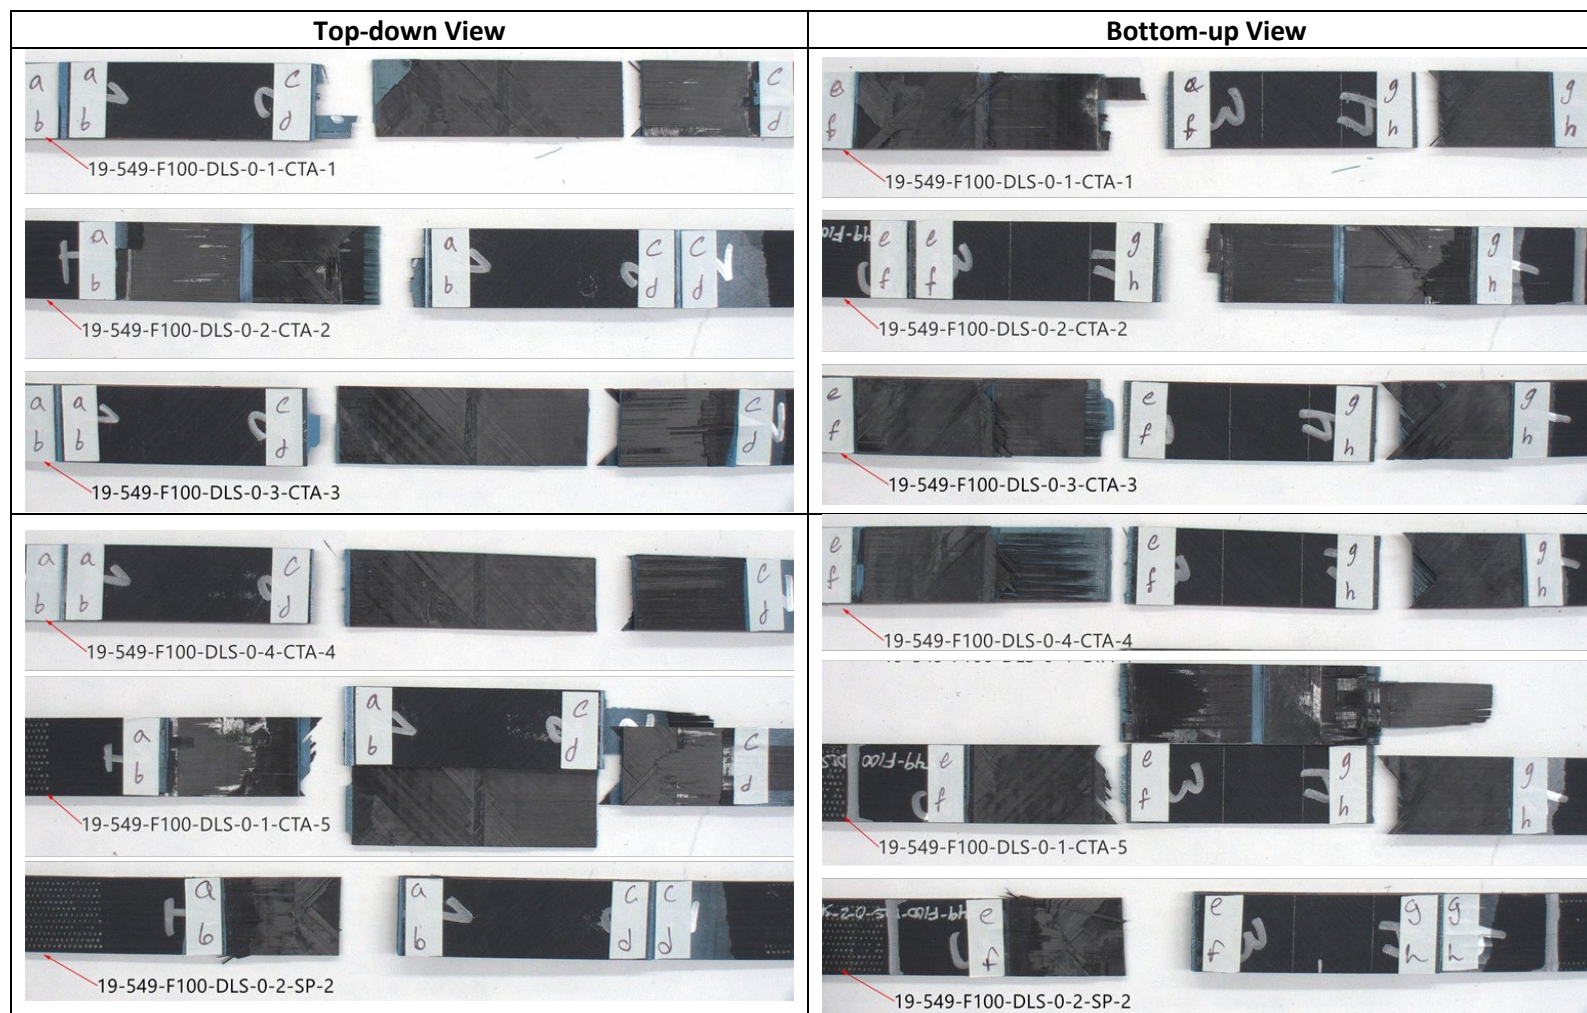 Top-down View
Bottom-up View
a a c c
b b d d
19-549-F100-DLS-0-1-CTA-1
e e g g
f f h h
19-549-F100-DLS-0-1-CTA-1
a a c c
b b d d
19-549-F100-DLS-0-2-CTA-2
49-F100
e e g g
f f h h
19-549-F100-DLS-0-2-CTA-2
a a c c
b b d d
19-549-F100-DLS-0-3-CTA-3
e e g g
f f h h
19-549-F100-DLS-0-3-CTA-3
a a c c
b b d d
19-549-F100-DLS-0-4-CTA-4
e e g g
f f h h
19-549-F100-DLS-0-4-CTA-4
a a c c
b b d d
19-549-F100-DLS-0-1-CTA-5
DLS 49-F100
e e g g
f f h h
19-549-F100-DLS-0-1-CTA-5
a a c c
b b d d
19-549-F100-DLS-0-2-SP-2
e e g g
f f h h
19-549-F100-DLS-0-2-SP-2